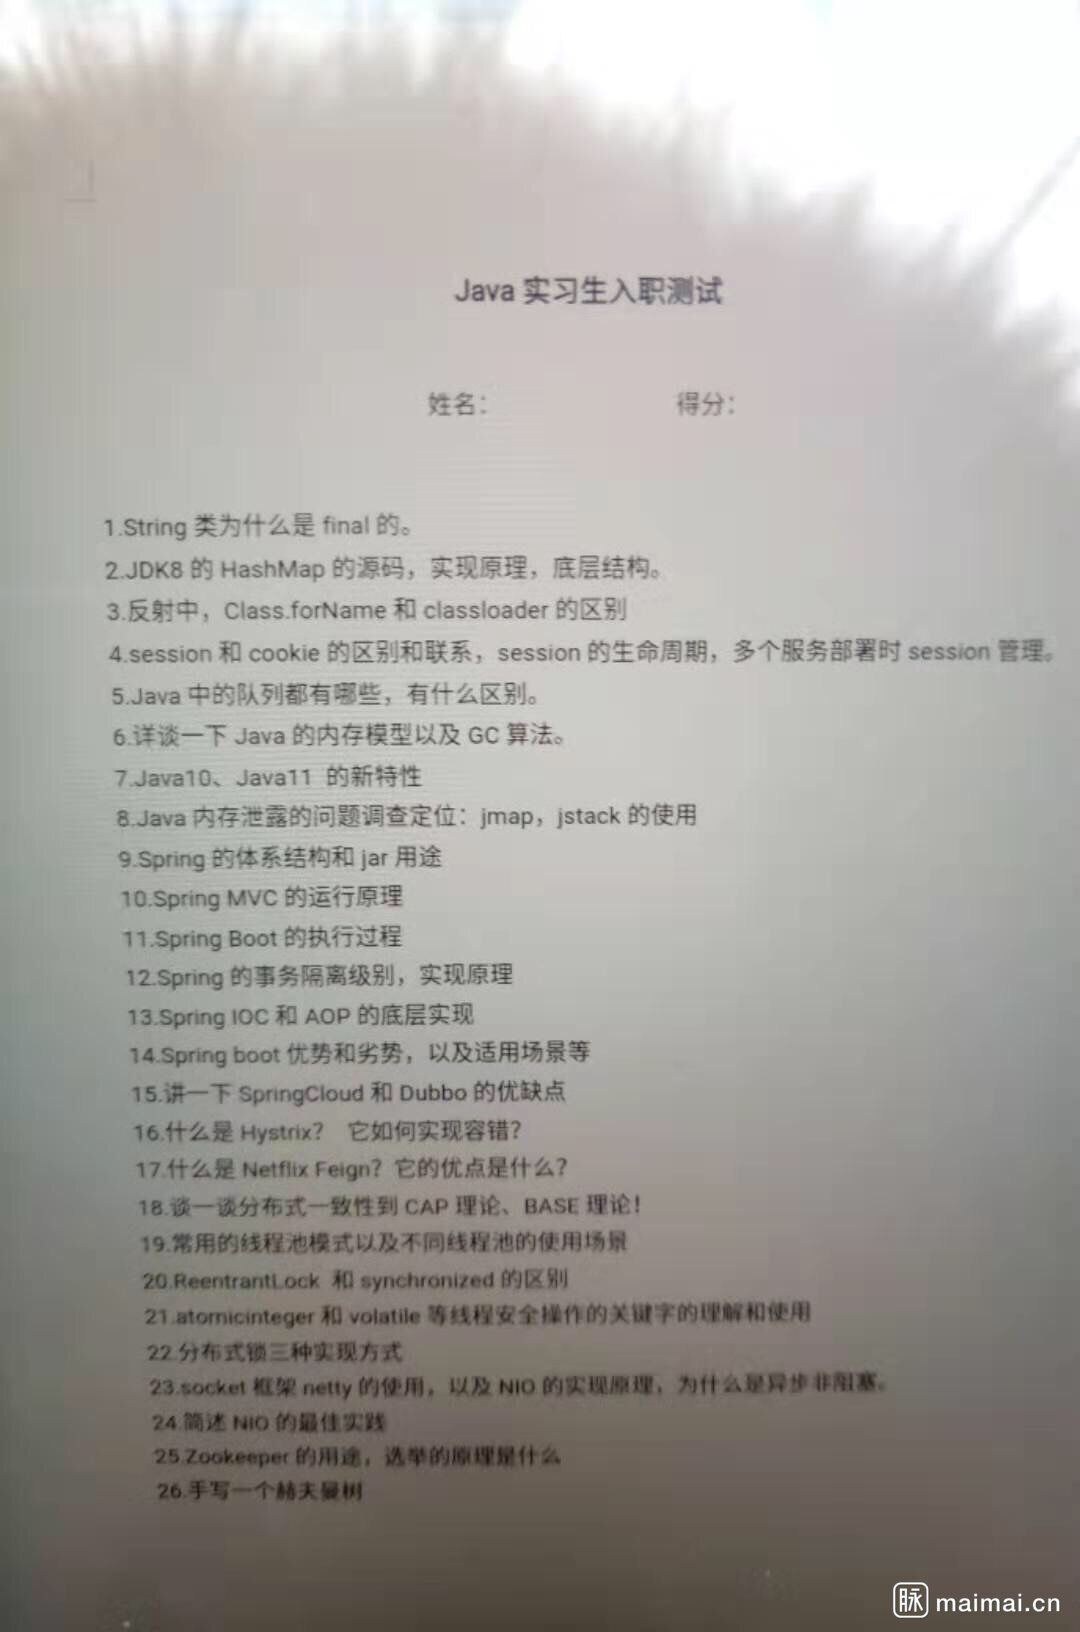 Java 实习生入职测试
姓名： 得分：
1.String 类为什么是 final 的。
2.JDK8 的 HashMap 的源码，实现原理，底层结构。
3.反射中，Class.forName 和 classloader 的区别
4.session 和 cookie 的区别和联系，session 的生命周期，多个服务部署时 session 管理。
5.Java 中的队列都有哪些，有什么区别。
6.详谈一下 Java 的内存模型以及 GC 算法。
7.Java10、Java11 的新特性
8.Java 内存泄露的问题调查定位：jmap，jstack 的使用
9.Spring 的体系结构和 jar 用途
10.Spring MVC 的运行原理
11.Spring Boot 的执行过程
12.Spring 的事务隔离级别，实现原理
13.Spring IOC 和 AOP 的底层实现
14.Spring boot 优势和劣势，以及适用场景等
15.讲一下 SpringCloud 和 Dubbo 的优缺点
16.什么是 Hystrix？ 它如何实现容错？
17.什么是 Netflix Feign？它的优点是什么？
18.谈一谈分布式一致性到 CAP 理论、BASE 理论！
19.常用的线程池模式以及不同线程池的使用场景
20.ReentrantLock 和 synchronized 的区别
21.atomicinteger 和 volatile 等线程安全操作的关键字的理解和使用
22.分布式锁三种实现方式
23.socket 框架 netty 的使用，以及 NIO 的实现原理，为什么是异步非阻塞。
24.简述 NIO 的最佳实践
25.Zookeeper 的用途，选举的原理是什么
26.手写一个赫夫曼树
脉 maimai.cn